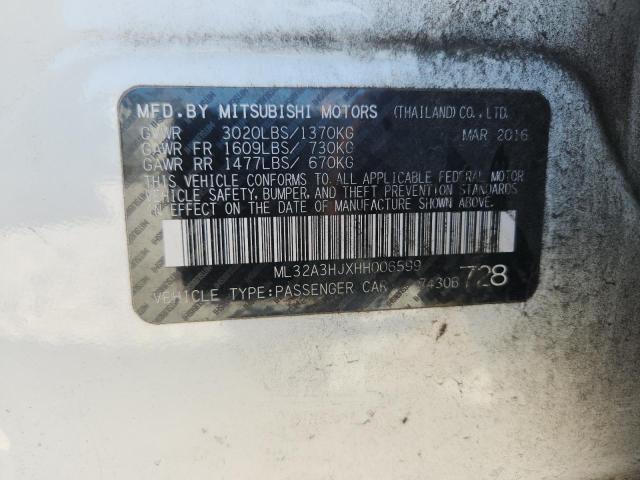 MFD.BY MITSUBISHI MOTORS (THAILAND) CO.,LTD.
GVWR 3020LBS/1370KG MAR 2016
GAWR FR 1609LBS/ 730KG
GAWR RR 1477LBS/ 670KG
THIS VEHICLE CONFORMS TO ALL APPLICABLE FEDERAL MOTOR
VEHICLE SAFETY, BUMPER, AND THEFT PREVENTION STANDARDS
IN EFFECT ON THE DATE OF MANUFACTURE SHOWN ABOVE.
ML32A3HJXHH006599
VEHICLE TYPE:PASSENGER CAR 74306 728